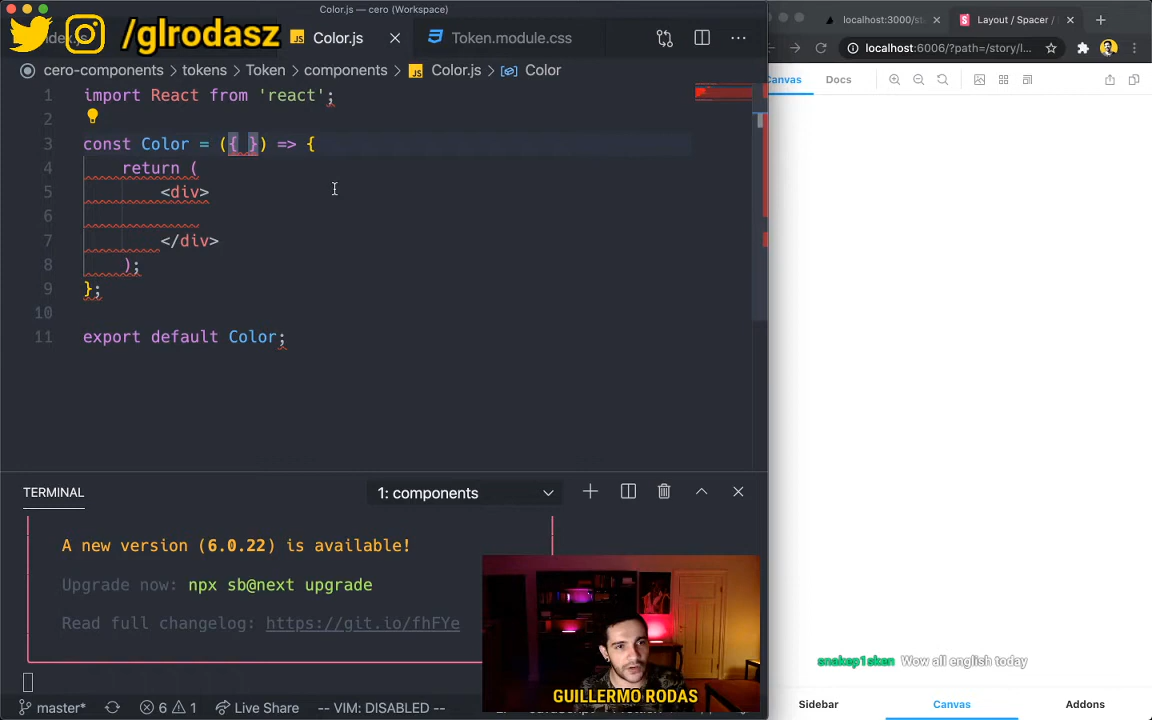 Color.js — cero (Workspace)
/glrodasz
Color.js
Token.module.css
localhost:3000/st
Layout / Spacer /
cero-components > tokens > Token > components > Color.js > Color
localhost:6006/?path=/story/l...
Canvas Docs
1 import React from 'react';
2
3 const Color = ({ }) => {
4 return (
5 <div>
6
7 </div>
8 );
9 };
10
11 export default Color;
TERMINAL
1: components
A new version (6.0.22) is available!
Upgrade now: npx sb@next upgrade
Read full changelog: https://git.io/fhFYe
GUILLERMO RODAS
snakep1sken Wow all english today
master* 6 1 Live Share -- VIM: DISABLED --
Sidebar Canvas Addons